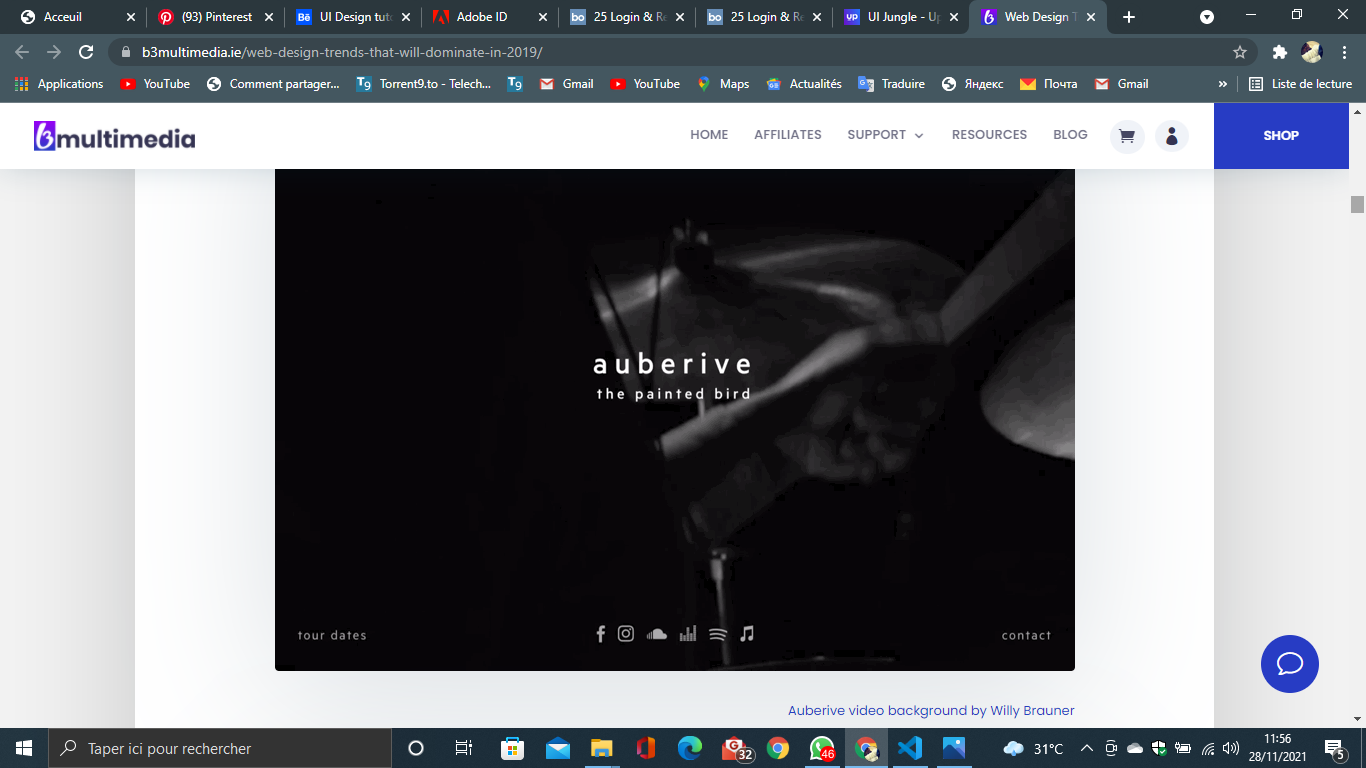 Acceuil
(93) Pinterest
UI Design tut
Adobe ID
25 Login & Re
25 Login & Re
UI Jungle - Up
Web Design T
b3multimedia.ie/web-design-trends-that-will-dominate-in-2019/
Applications
YouTube
Comment partager...
Torrent9.to - Telech...
Gmail
YouTube
Maps
Actualités
Traduire
Яндекс
Почта
Gmail
»
Liste de lecture
b3multimedia
HOME
AFFILIATES
SUPPORT
RESOURCES
BLOG
SHOP
auberive
the painted bird
tour dates
contact
Auberive video background by Willy Brauner
Taper ici pour rechercher
32
46
31°C
11:56
28/11/2021
5